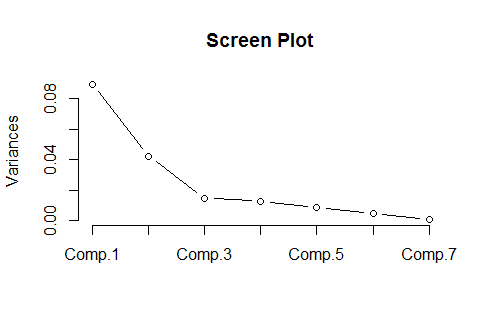 Screen Plot
Variances
0.08
0.04
0.00
Comp.1 Comp.3 Comp.5 Comp.7